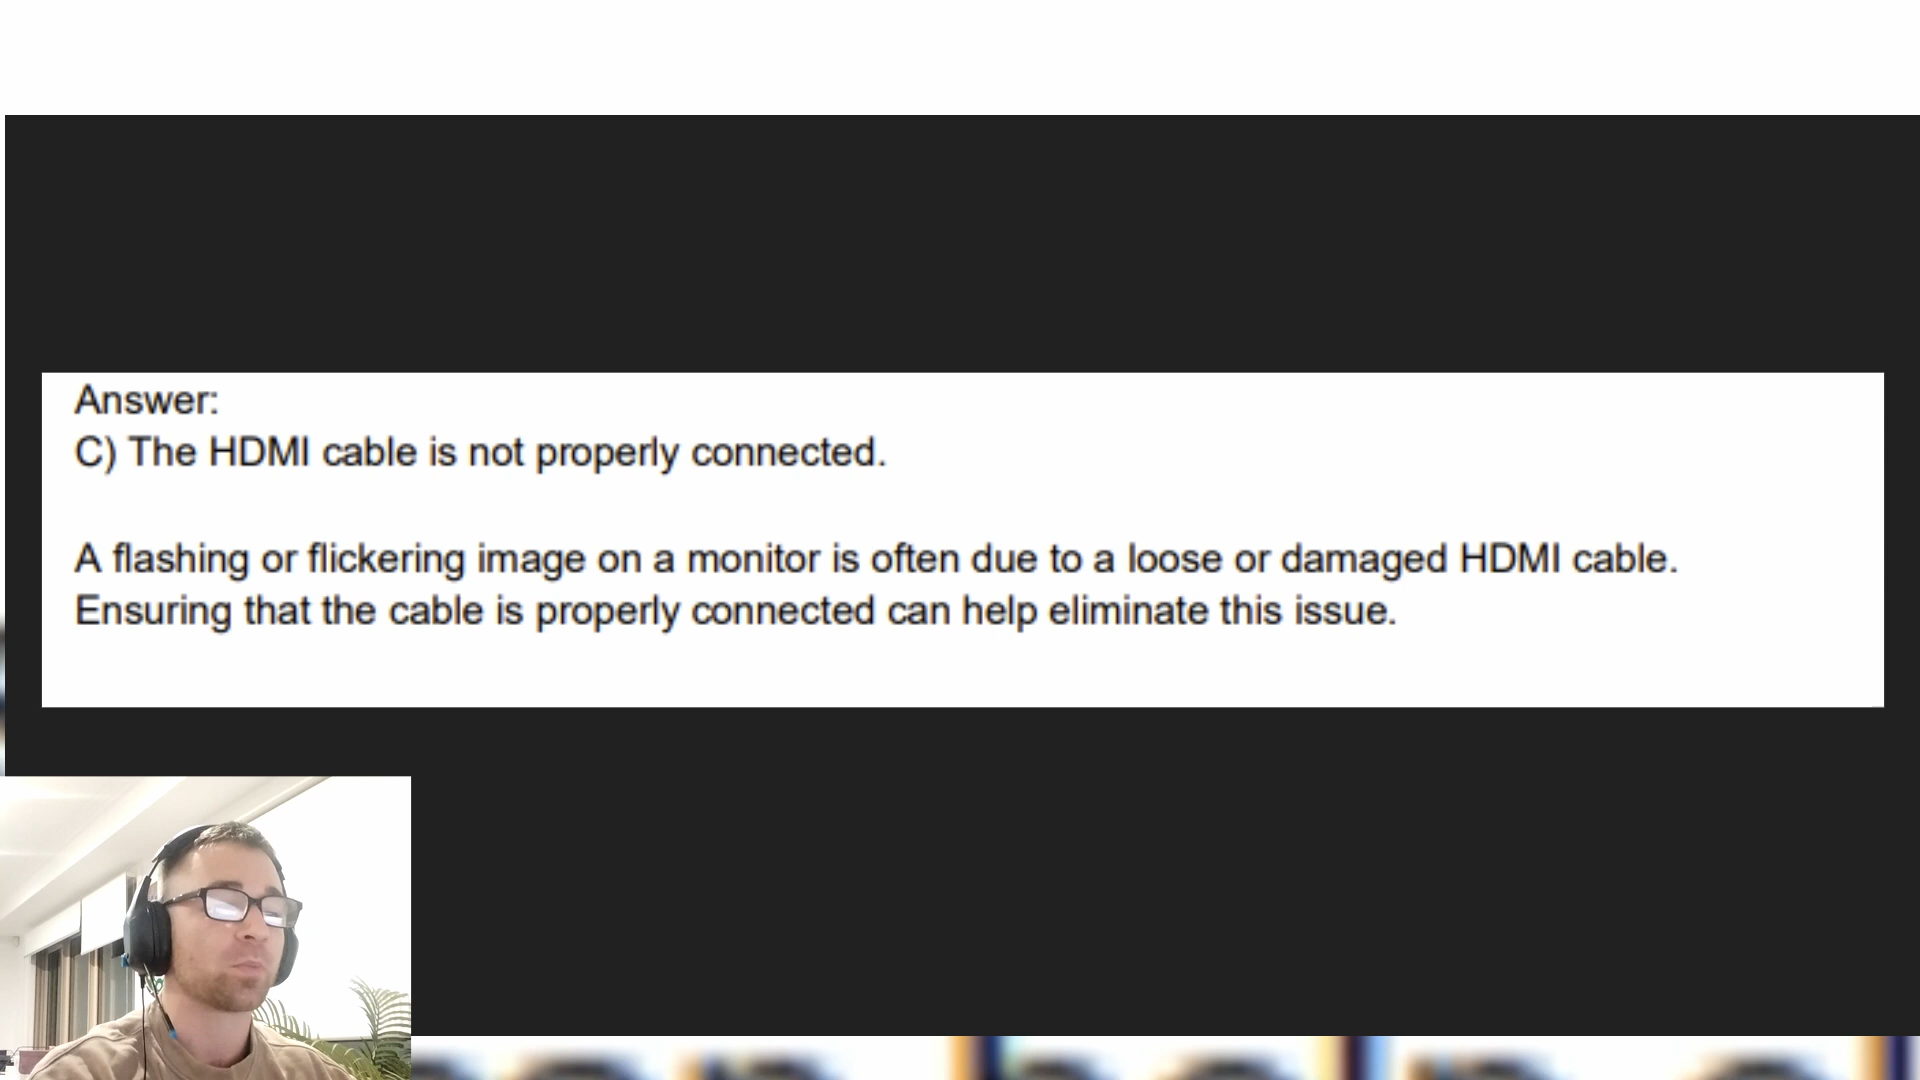 Answer:
C) The HDMI cable is not properly connected.
A flashing or flickering image on a monitor is often due to a loose or damaged HDMI cable.
Ensuring that the cable is properly connected can help eliminate this issue.